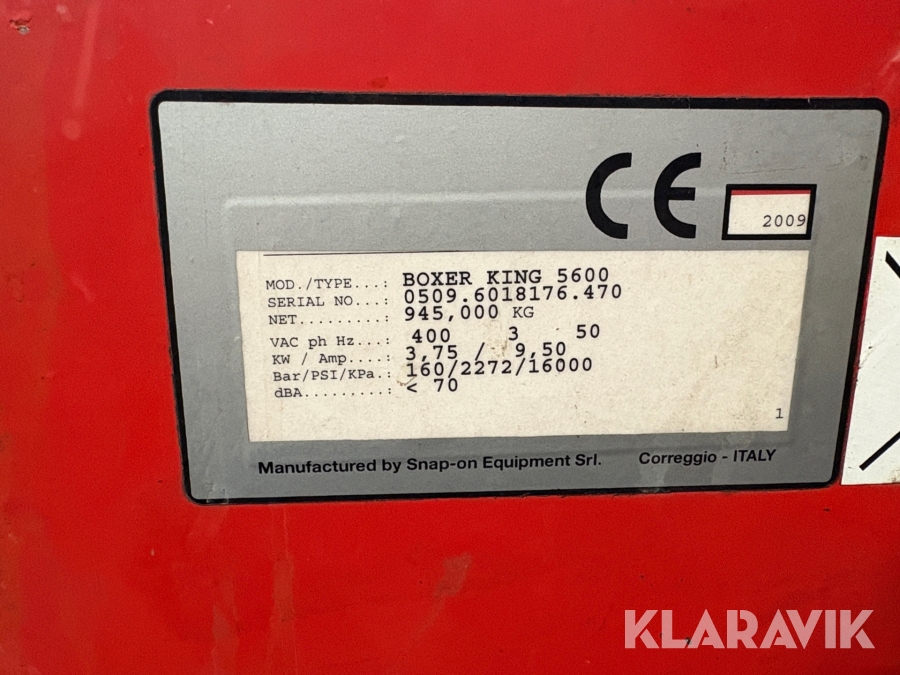 CE
2009
MOD./TYPE...: BOXER KING 5600
SERIAL NO...: 0509.6018176.470
NET.........: 945,000 KG
VAC ph Hz...: 400 3 50
KW / Amp....: 3,75 / 9,50
Bar/PSI/KPa.: 160/2272/16000
dBA.........: < 70
1
Manufactured by Snap-on Equipment Srl. Correggio - ITALY
KLARAVIK